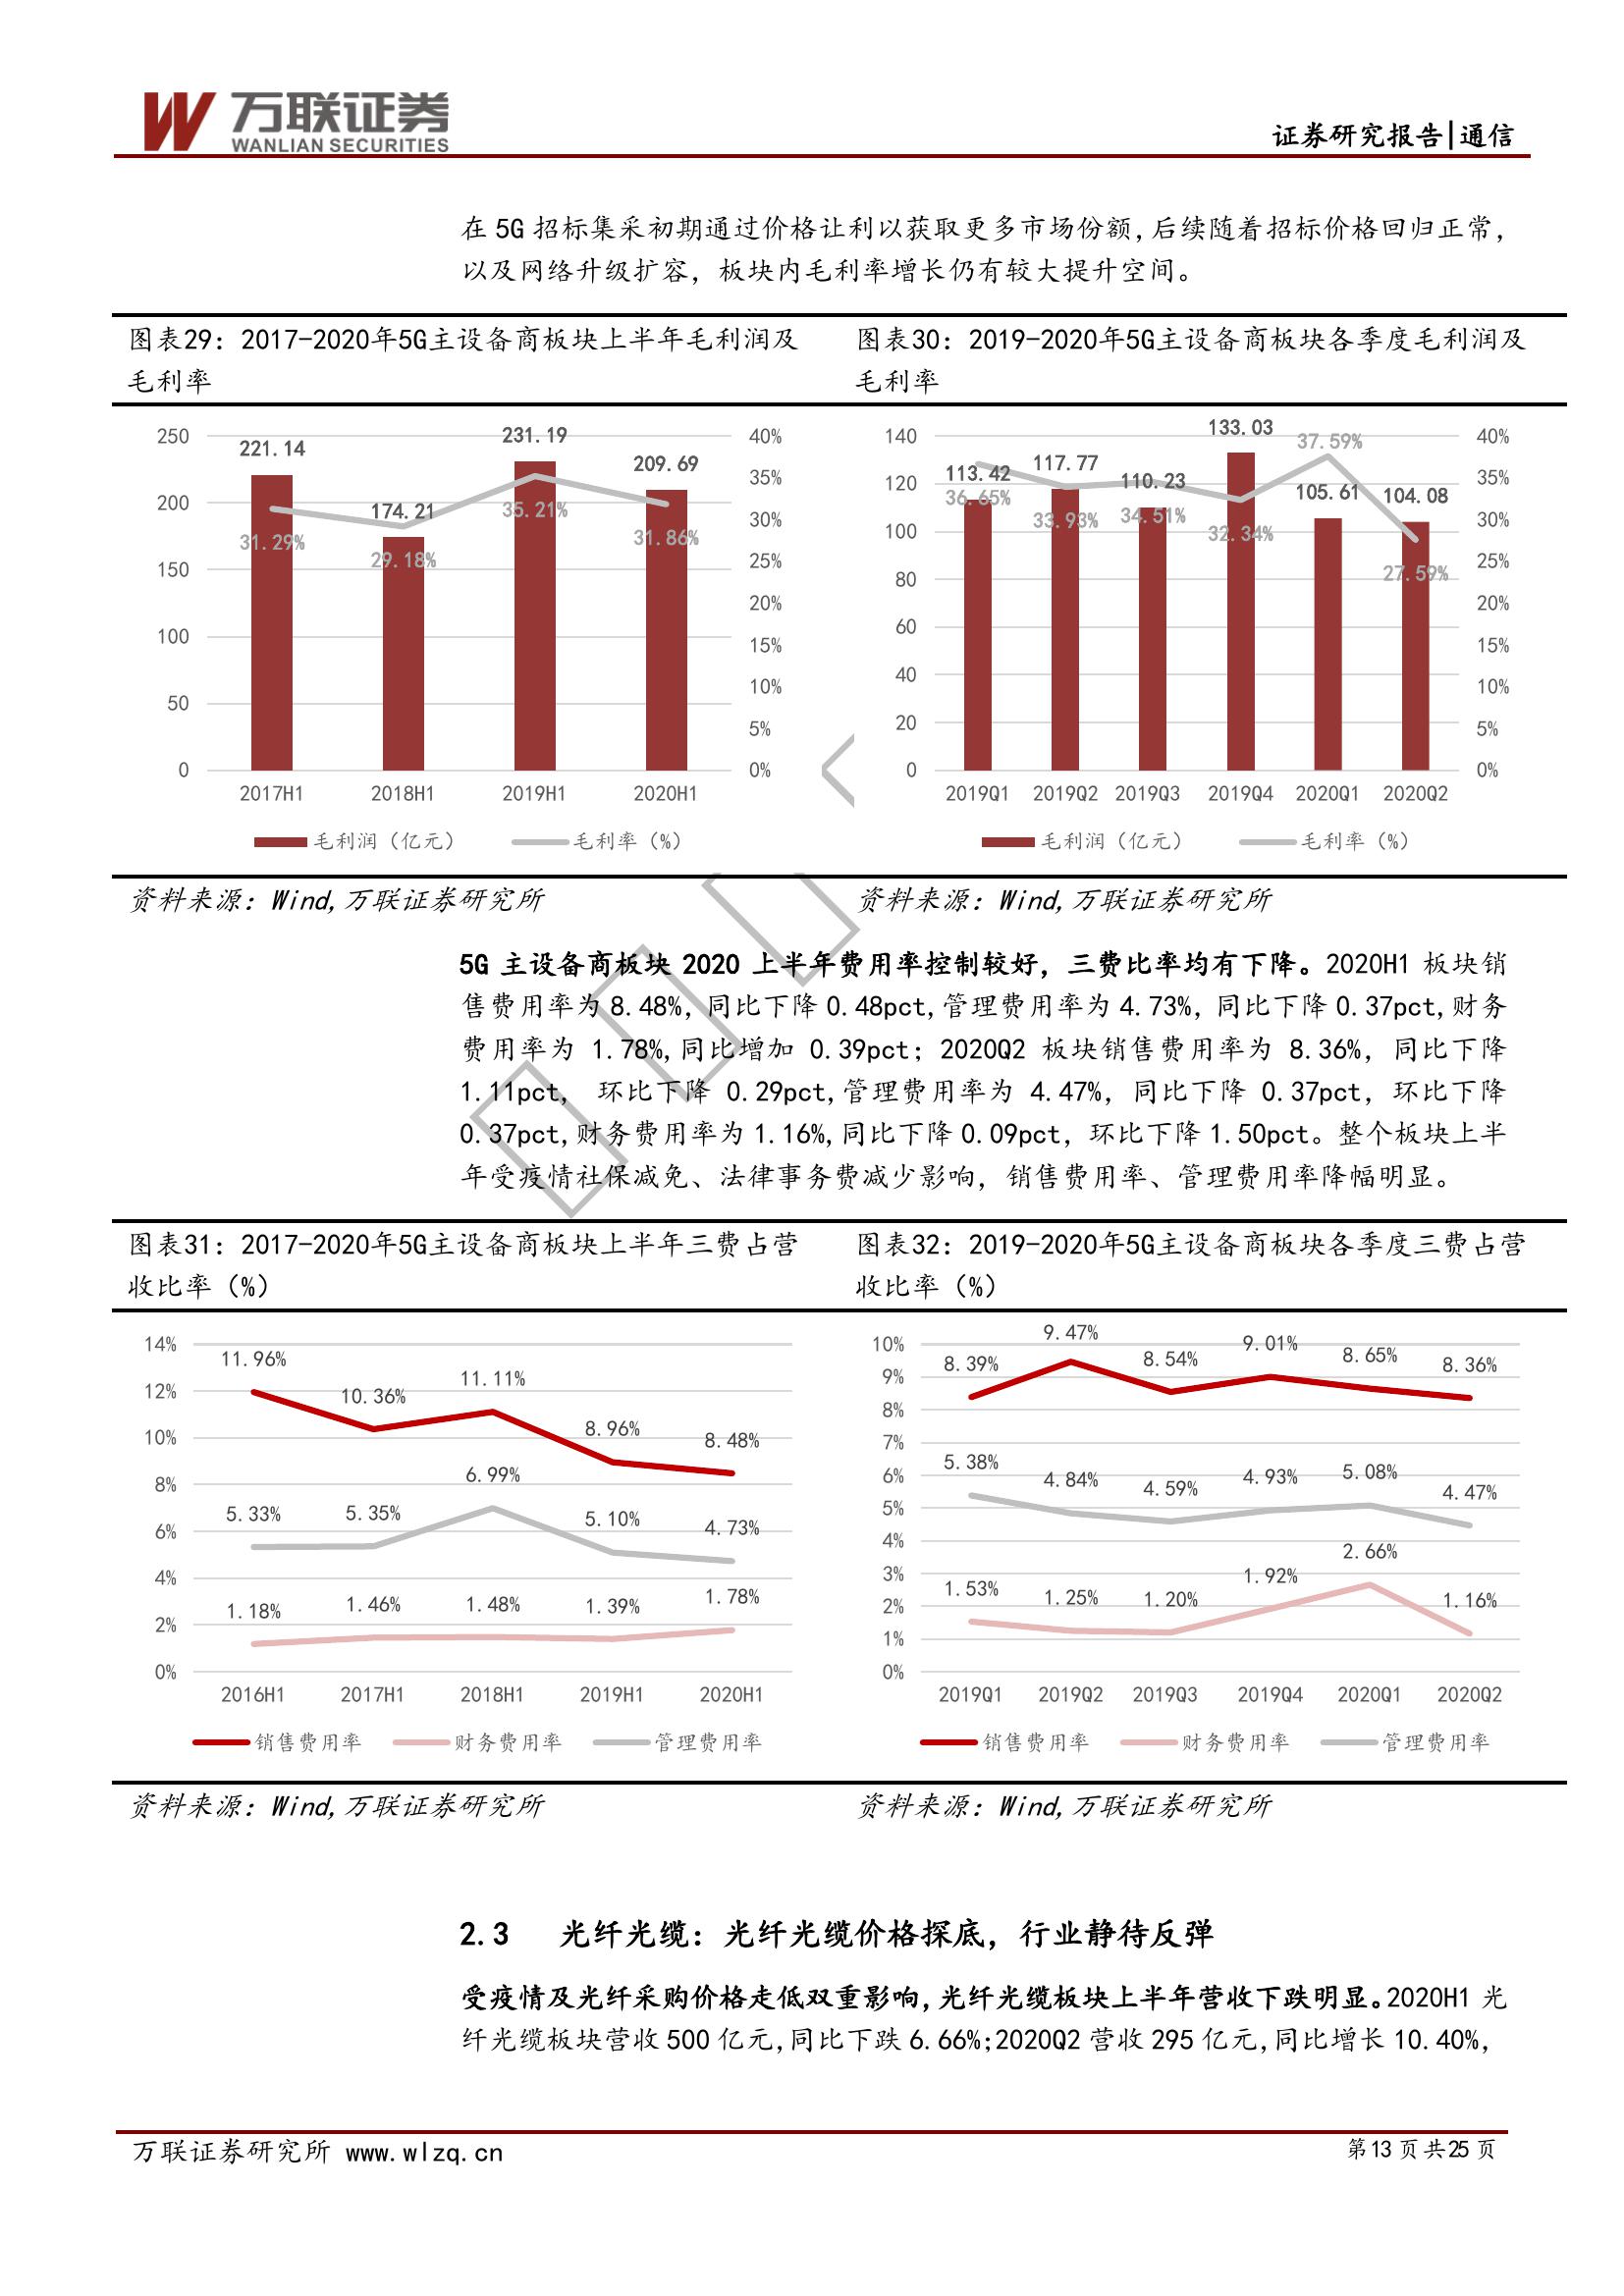 万联证券
WANLIAN SECURITIES
证券研究报告|通信
在 5G 招标集采初期通过价格让利以获取更多市场份额,后续随着招标价格回归正常，
以及网络升级扩容，板块内毛利率增长仍有较大提升空间。
图表29：2017-2020年5G主设备商板块上半年毛利润及
毛利率
250
200
150
100
50
0
40%
35%
30%
25%
20%
15%
10%
5%
0%
221.14
174.21
231.19
209.69
31.29%
29.18%
35.21%
31.86%
2017H1 2018H1 2019H1 2020H1
毛利润（亿元） 毛利率（%）
资料来源：Wind,万联证券研究所
图表30：2019-2020年5G主设备商板块各季度毛利润及
毛利率
140
120
100
80
60
40
20
0
40%
35%
30%
25%
20%
15%
10%
5%
0%
113.42
117.77
110.23
133.03
105.61
104.08
36.65%
33.93%
34.51%
32.34%
37.59%
27.59%
2019Q1 2019Q2 2019Q3 2019Q4 2020Q1 2020Q2
毛利润（亿元） 毛利率（%）
资料来源：Wind,万联证券研究所
5G 主设备商板块 2020 上半年费用率控制较好，三费比率均有下降。2020H1 板块销
售费用率为 8.48%，同比下降 0.48pct,管理费用率为 4.73%，同比下降 0.37pct,财务
费用率为 1.78%,同比增加 0.39pct；2020Q2 板块销售费用率为 8.36%，同比下降
1.11pct， 环比下降 0.29pct,管理费用率为 4.47%，同比下降 0.37pct，环比下降
0.37pct,财务费用率为 1.16%,同比下降 0.09pct，环比下降 1.50pct。整个板块上半
年受疫情社保减免、法律事务费减少影响，销售费用率、管理费用率降幅明显。
图表31：2017-2020年5G主设备商板块上半年三费占营
收比率（%）
14%
12%
10%
8%
6%
4%
2%
0%
11.96% 10.36% 11.11% 8.96% 8.48%
5.33% 5.35% 6.99% 5.10% 4.73%
1.18% 1.46% 1.48% 1.39% 1.78%
2016H1 2017H1 2018H1 2019H1 2020H1
销售费用率 财务费用率 管理费用率
资料来源：Wind,万联证券研究所
图表32：2019-2020年5G主设备商板块各季度三费占营
收比率（%）
10%
9%
8%
7%
6%
5%
4%
3%
2%
1%
0%
8.39% 9.47% 8.54% 9.01% 8.65% 8.36%
5.38% 4.84% 4.59% 4.93% 5.08% 4.47%
1.53% 1.25% 1.20% 1.92% 2.66% 1.16%
2019Q1 2019Q2 2019Q3 2019Q4 2020Q1 2020Q2
销售费用率 财务费用率 管理费用率
资料来源：Wind,万联证券研究所
2.3 光纤光缆：光纤光缆价格探底，行业静待反弹
受疫情及光纤采购价格走低双重影响,光纤光缆板块上半年营收下跌明显。2020H1 光
纤光缆板块营收 500 亿元,同比下跌 6.66%;2020Q2 营收 295 亿元,同比增长 10.40%，
万联证券研究所 www.wlzq.cn
第 13 页 共 25 页